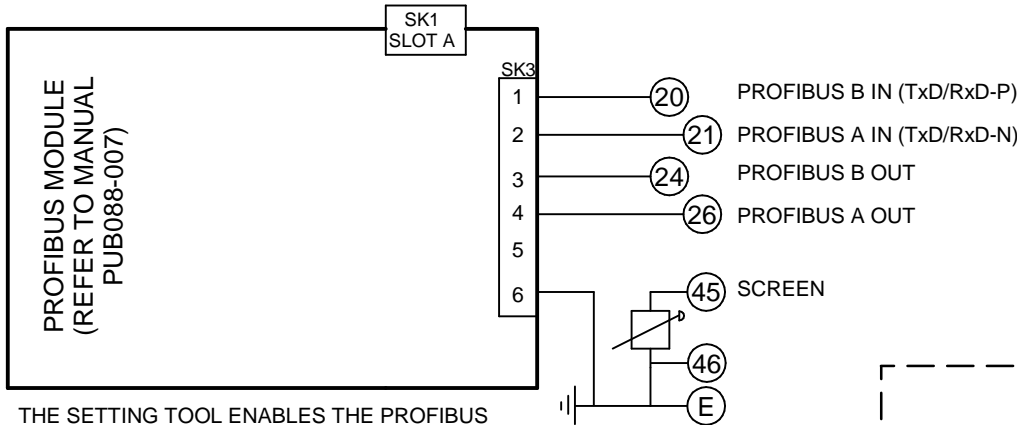 SK1
SLOT A
PROFIBUS MODULE
(REFER TO MANUAL
PUB088-007)
SK3
1
20
PROFIBUS B IN (TxD/RxD-P)
2
21
PROFIBUS A IN (TxD/RxD-N)
3
24
PROFIBUS B OUT
4
26
PROFIBUS A OUT
5
6
45
SCREEN
46
E
THE SETTING TOOL ENABLES THE PROFIBUS